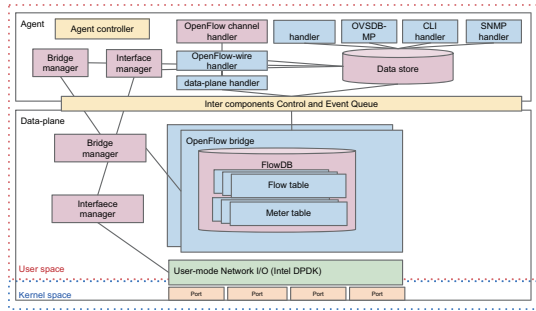 Agent
Agent controller
OpenFlow channel
handler
handler
OVSDB-
MP
CLI
handler
SNMP
handler
Bridge
manager
Interface
manager
OpenFlow-wire
handler
Data store
data-plane handler
Inter components Control and Event Queue
Data-plane
Bridge
manager
OpenFlow bridge
FlowDB
Flow table
Meter table
Interfaece
manager
User space
User-mode Network I/O (Intel DPDK)
Kernel space
Port
Port
Port
Port